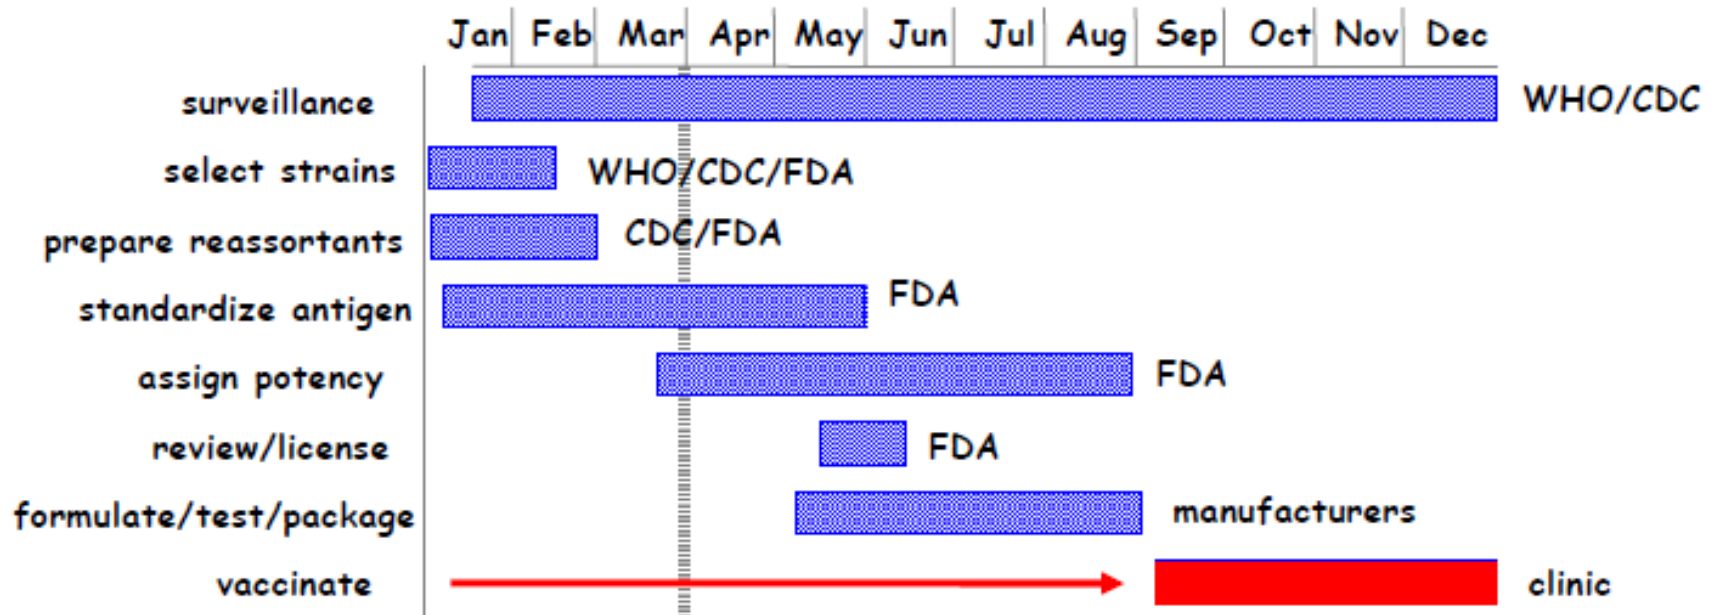 Jan Feb Mar Apr May Jun Jul Aug Sep Oct Nov Dec
surveillance WHO/CDC
select strains WHO/CDC/FDA
prepare reassortants CDC/FDA
standardize antigen FDA
assign potency FDA
review/license FDA
formulate/test/package manufacturers
vaccinate clinic